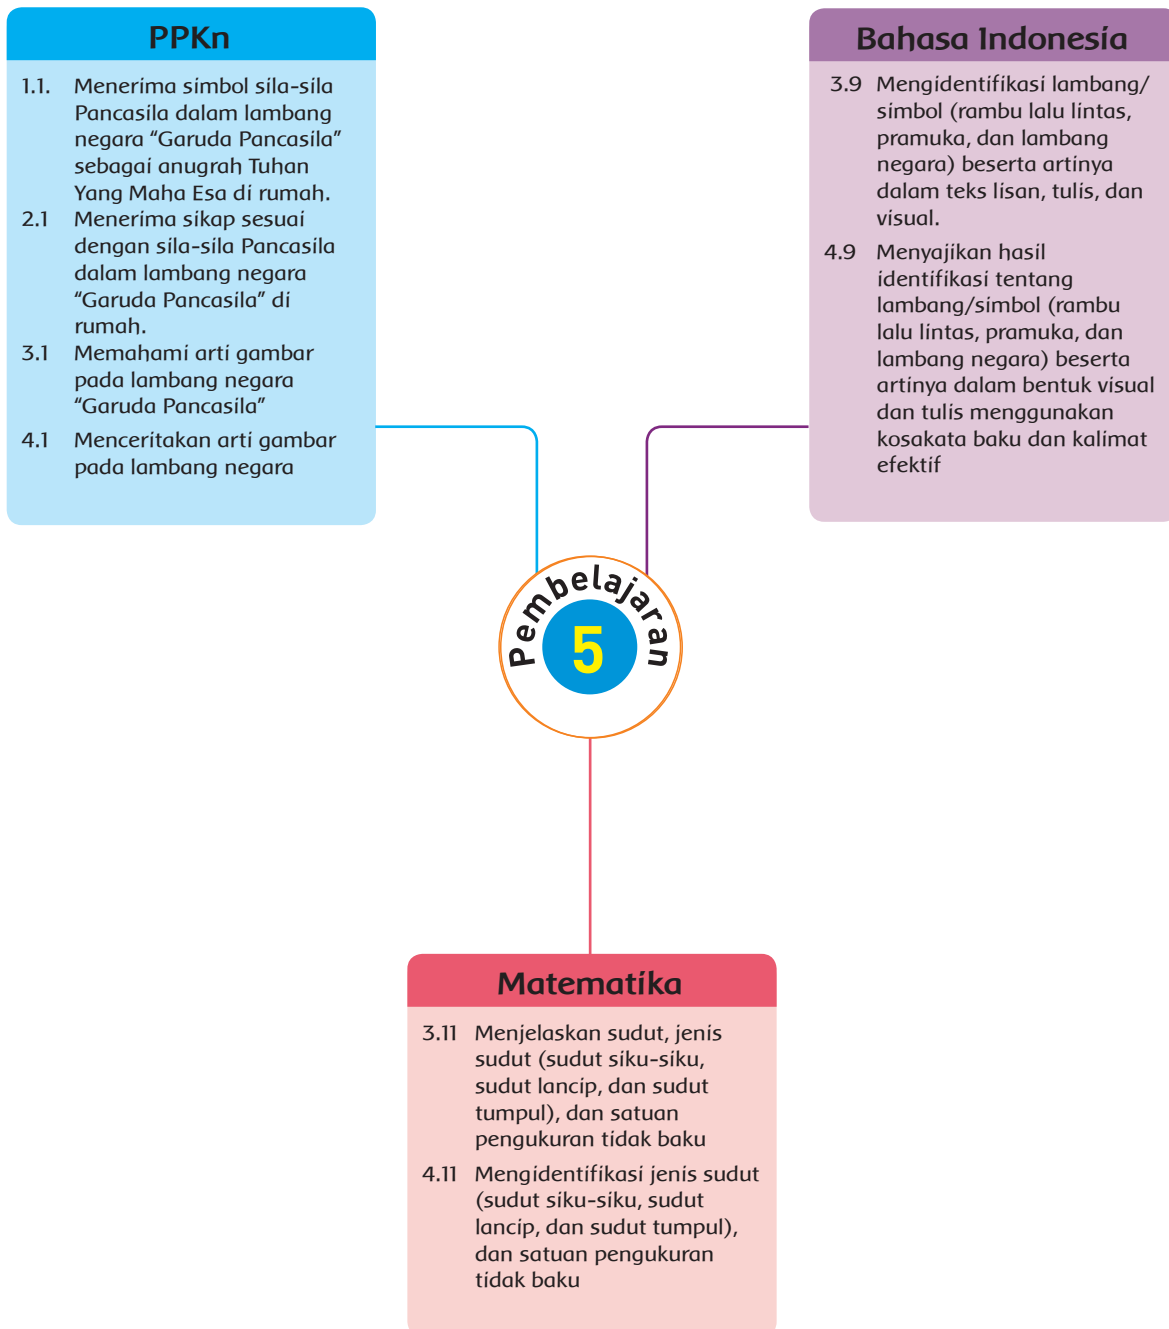 PPKn
1.1. Menerima simbol sila-sila
Pancasila dalam lambang
negara “Garuda Pancasila”
sebagai anugrah Tuhan
Yang Maha Esa di rumah.
2.1 Menerima sikap sesuai
dengan sila-sila Pancasila
dalam lambang negara
“Garuda Pancasila” di
rumah.
3.1 Memahami arti gambar
pada lambang negara
“Garuda Pancasila”
4.1 Menceritakan arti gambar
pada lambang negara
Bahasa Indonesia
3.9 Mengidentifikasi lambang/
simbol (rambu lalu lintas,
pramuka, dan lambang
negara) beserta artinya
dalam teks lisan, tulis, dan
visual.
4.9 Menyajikan hasil
identifikasi tentang
lambang/simbol (rambu
lalu lintas, pramuka, dan
lambang negara) beserta
artinya dalam bentuk visual
dan tulis menggunakan
kosakata baku dan kalimat
efektif
Pembelajaran
5
Matematika
3.11 Menjelaskan sudut, jenis
sudut (sudut siku-siku,
sudut lancip, dan sudut
tumpul), dan satuan
pengukuran tidak baku
4.11 Mengidentifikasi jenis sudut
(sudut siku-siku, sudut
lancip, dan sudut tumpul),
dan satuan pengukuran
tidak baku